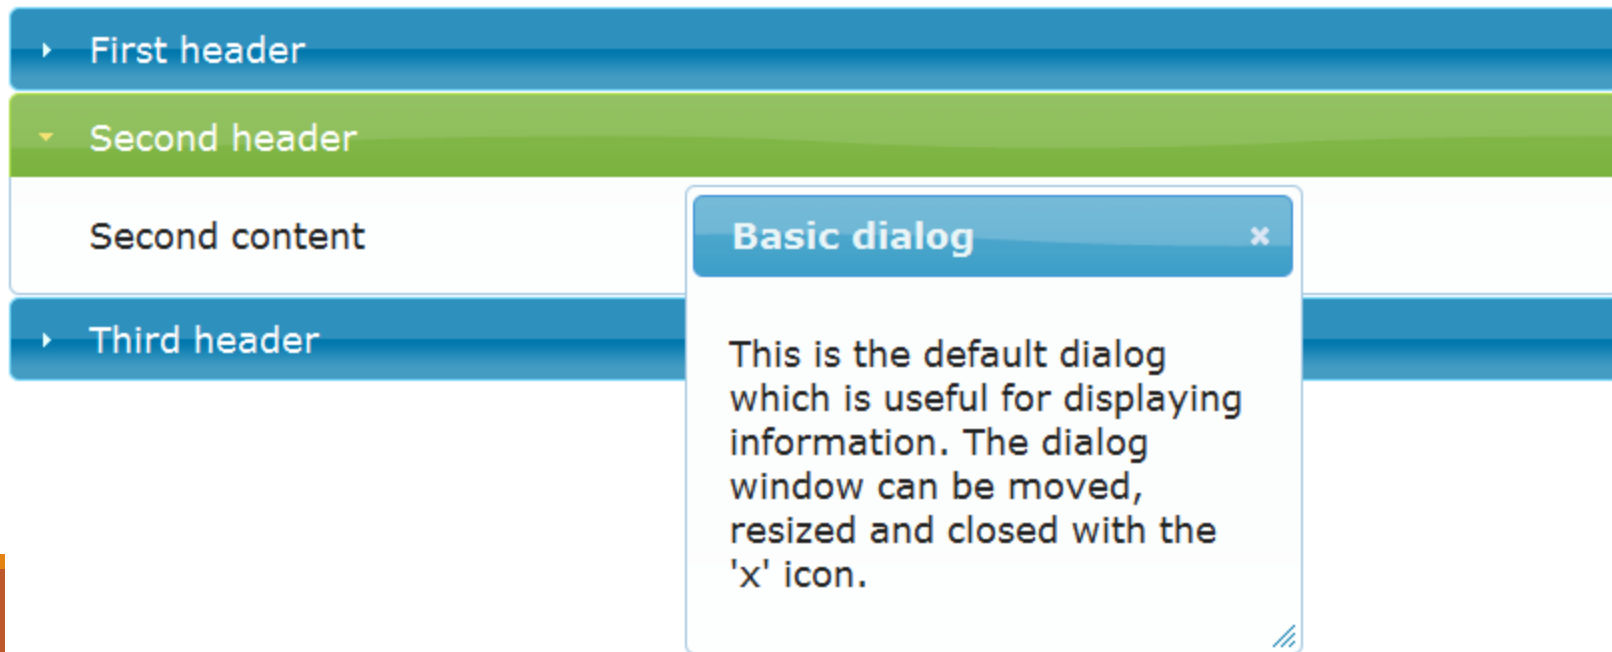 First header
Second header
Second content
Third header
Basic dialog
This is the default dialog
which is useful for displaying
information. The dialog
window can be moved,
resized and closed with the
'x' icon.